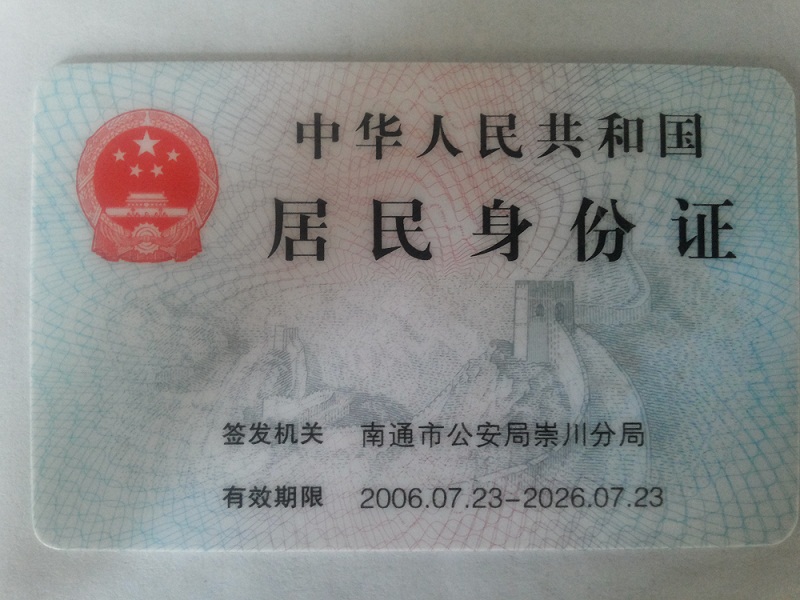 中华人民共和国
居民身份证
签发机关 南通市公安局崇川分局
有效期限 2006.07.23-2026.07.23